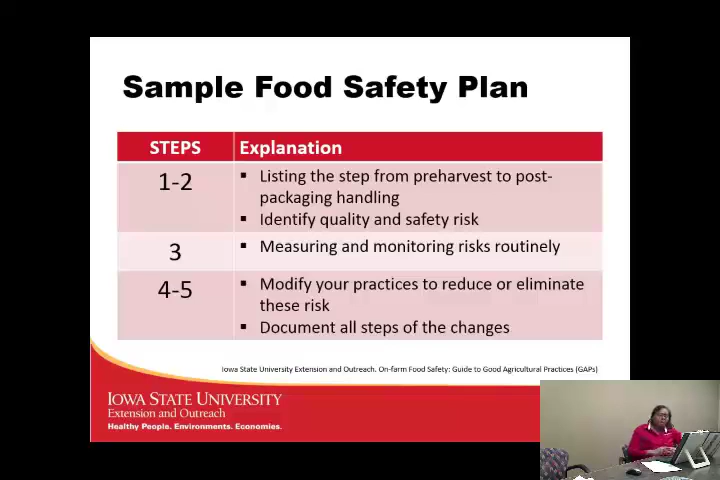 Sample Food Safety Plan
STEPS
Explanation
1-2
▪ Listing the step from preharvest to post-
packaging handling
▪ Identify quality and safety risk
3
▪ Measuring and monitoring risks routinely
4-5
▪ Modify your practices to reduce or eliminate
these risk
▪ Document all steps of the changes
Iowa State University Extension and Outreach. On-farm Food Safety: Guide to Good Agricultural Practices (GAPs)
IOWA STATE UNIVERSITY
Extension and Outreach
Healthy People. Environments. Economies.